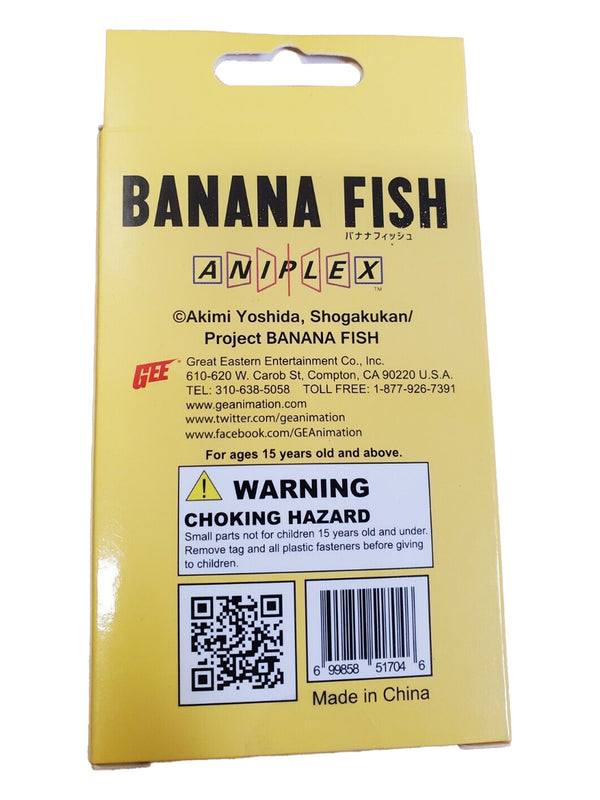 BANANA FISH
バナナフィッシュ
ANIPLEX™
©Akimi Yoshida, Shogakukan/
Project BANANA FISH
GEE
Great Eastern Entertainment Co., Inc.
610-620 W. Carob St, Compton, CA 90220 U.S.A.
TEL: 310-638-5058 TOLL FREE: 1-877-926-7391
www.geanimation.com
www.twitter.com/geanimation
www.facebook.com/GEAnimation
For ages 15 years old and above.
WARNING
CHOKING HAZARD
Small parts not for children 15 years old and under.
Remove tag and all plastic fasteners before giving
to children.
6 99858 51704 6
Made in China